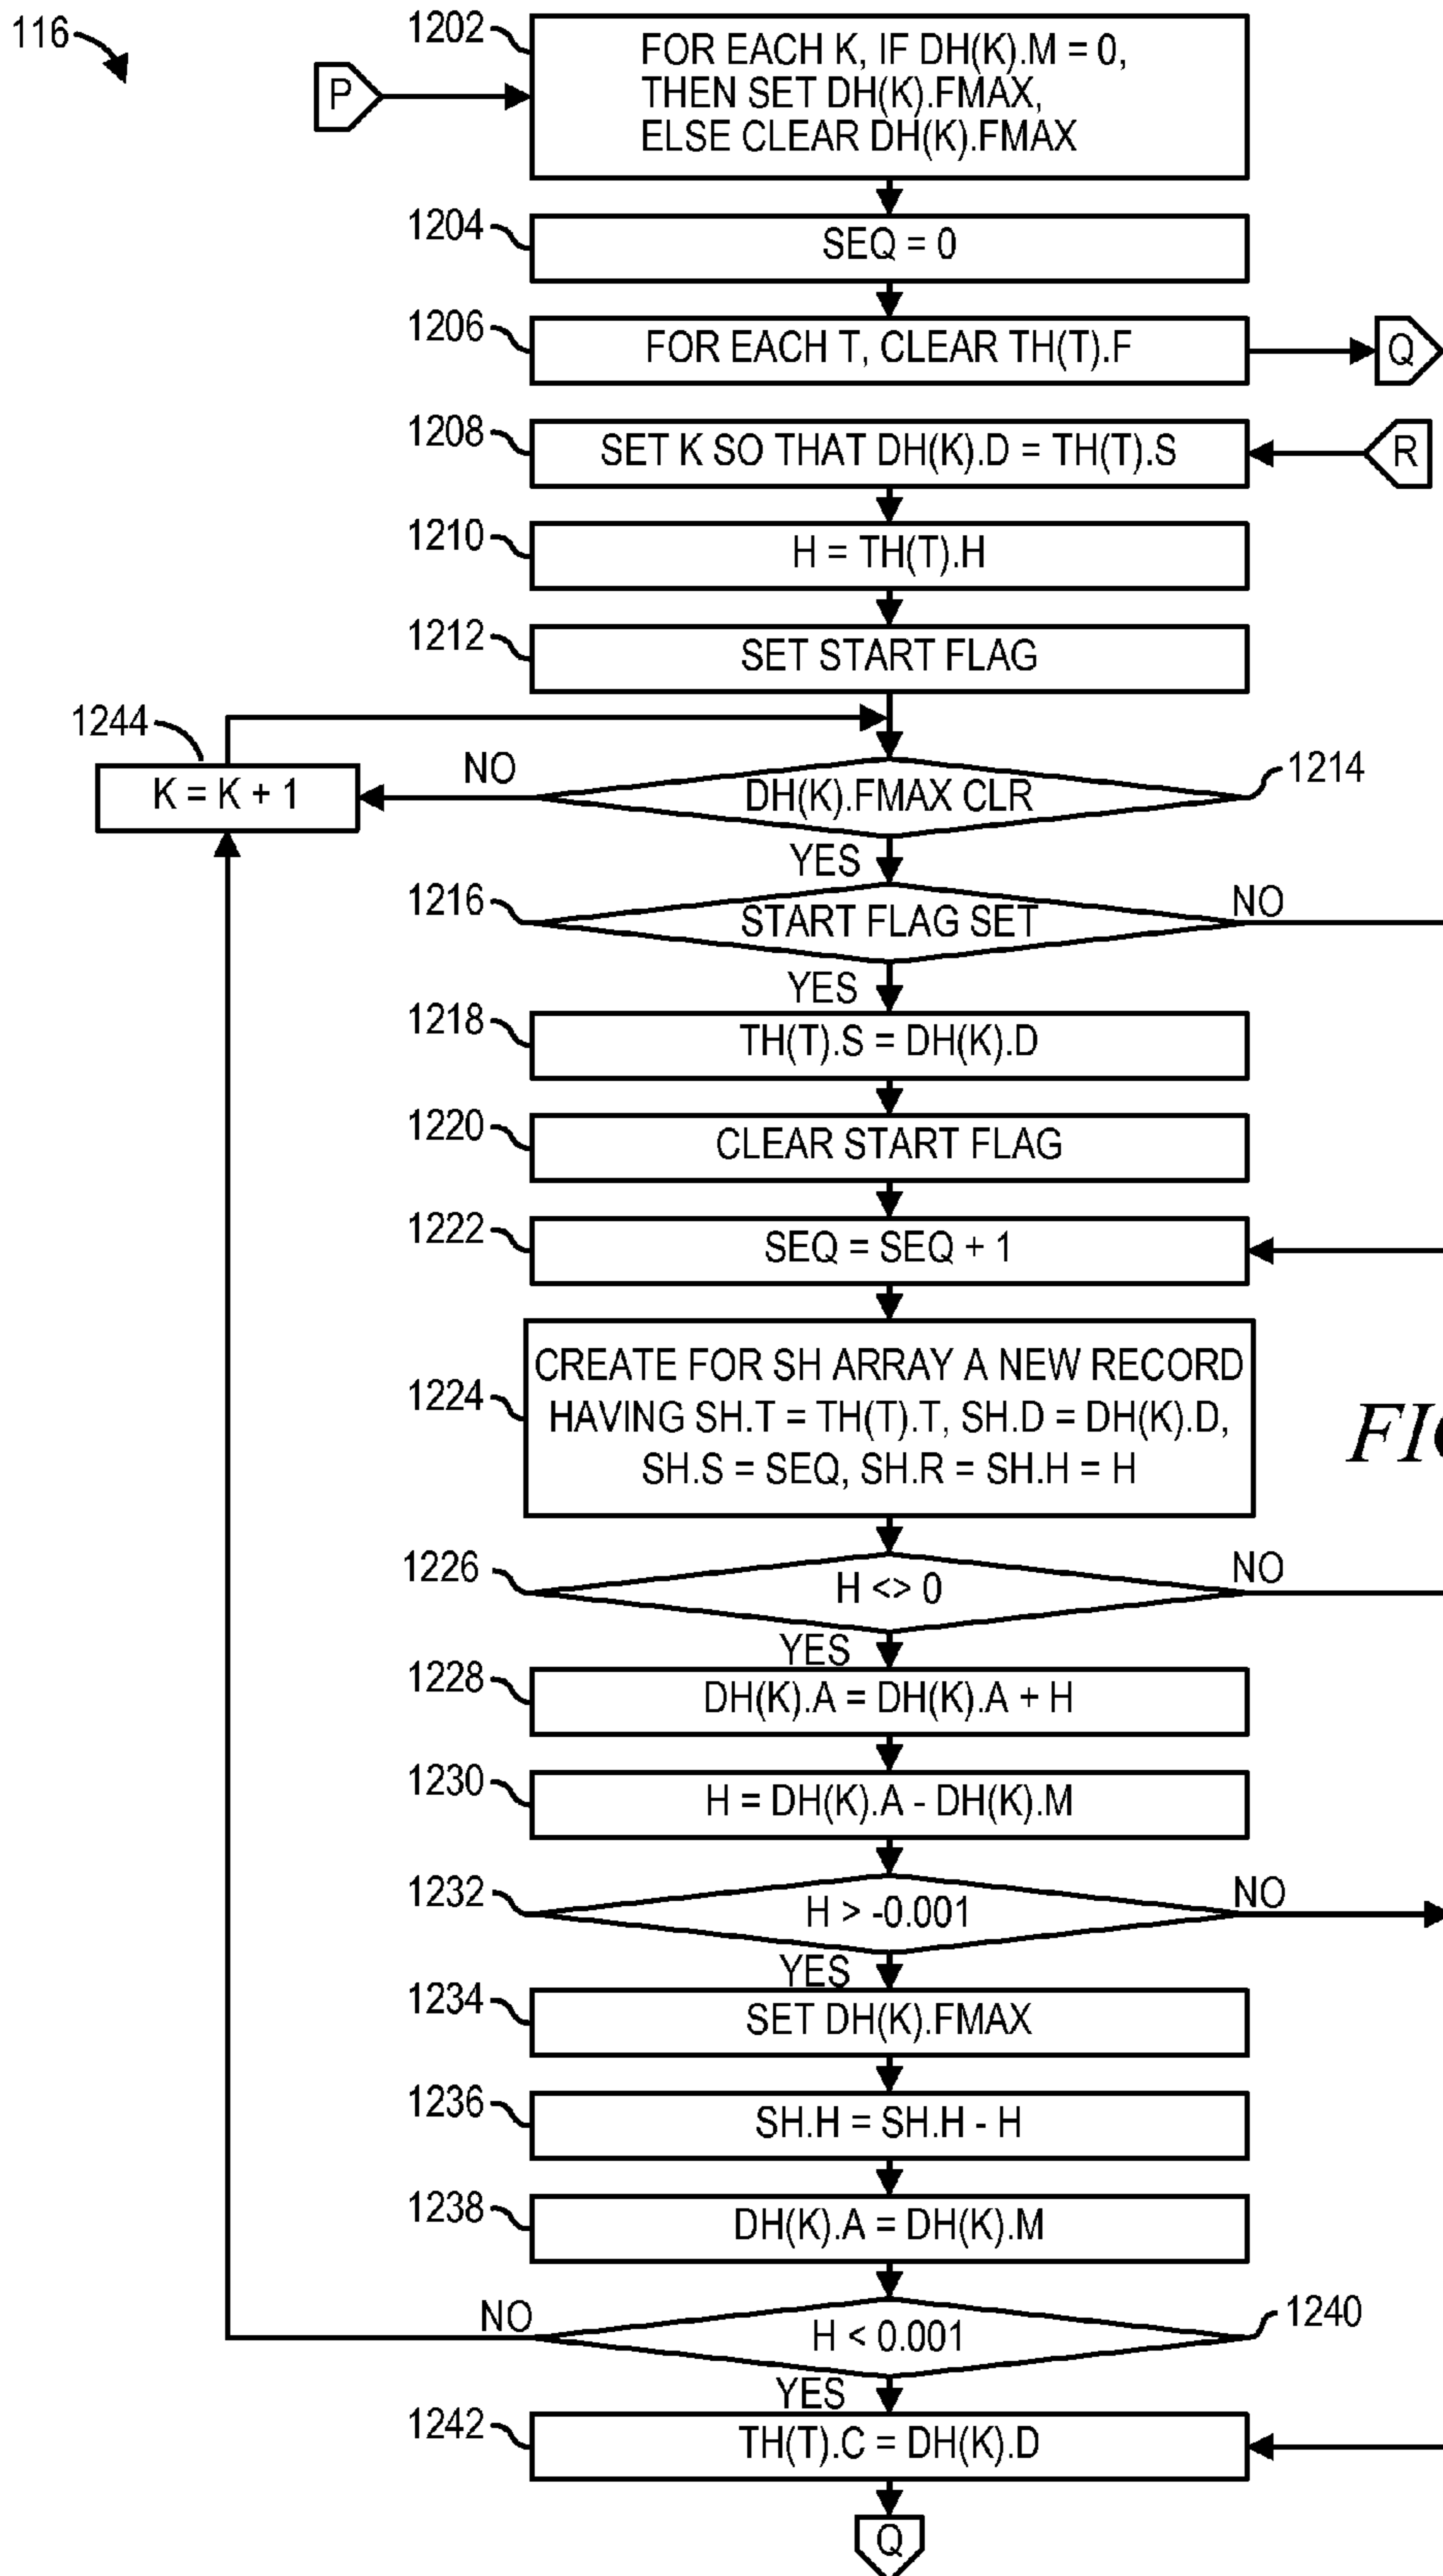 116
1202
FOR EACH K, IF DH(K).M = 0,
THEN SET DH(K).FMAX,
ELSE CLEAR DH(K).FMAX
P
1204
SEQ = 0
1206
FOR EACH T, CLEAR TH(T).F
Q
1208
SET K SO THAT DH(K).D = TH(T).S
R
1210
H = TH(T).H
1212
SET START FLAG
1244
K = K + 1
NO
DH(K).FMAX CLR
1214
YES
1216
START FLAG SET
NO
YES
1218
TH(T).S = DH(K).D
1220
CLEAR START FLAG
1222
SEQ = SEQ + 1
1224
CREATE FOR SH ARRAY A NEW RECORD
HAVING SH.T = TH(T).T, SH.D = DH(K).D,
SH.S = SEQ, SH.R = SH.H = H
FIG
1226
H <> 0
NO
YES
1228
DH(K).A = DH(K).A + H
1230
H = DH(K).A - DH(K).M
1232
H > -0.001
NO
YES
1234
SET DH(K).FMAX
1236
SH.H = SH.H - H
1238
DH(K).A = DH(K).M
NO
H < 0.001
1240
YES
1242
TH(T).C = DH(K).D
Q